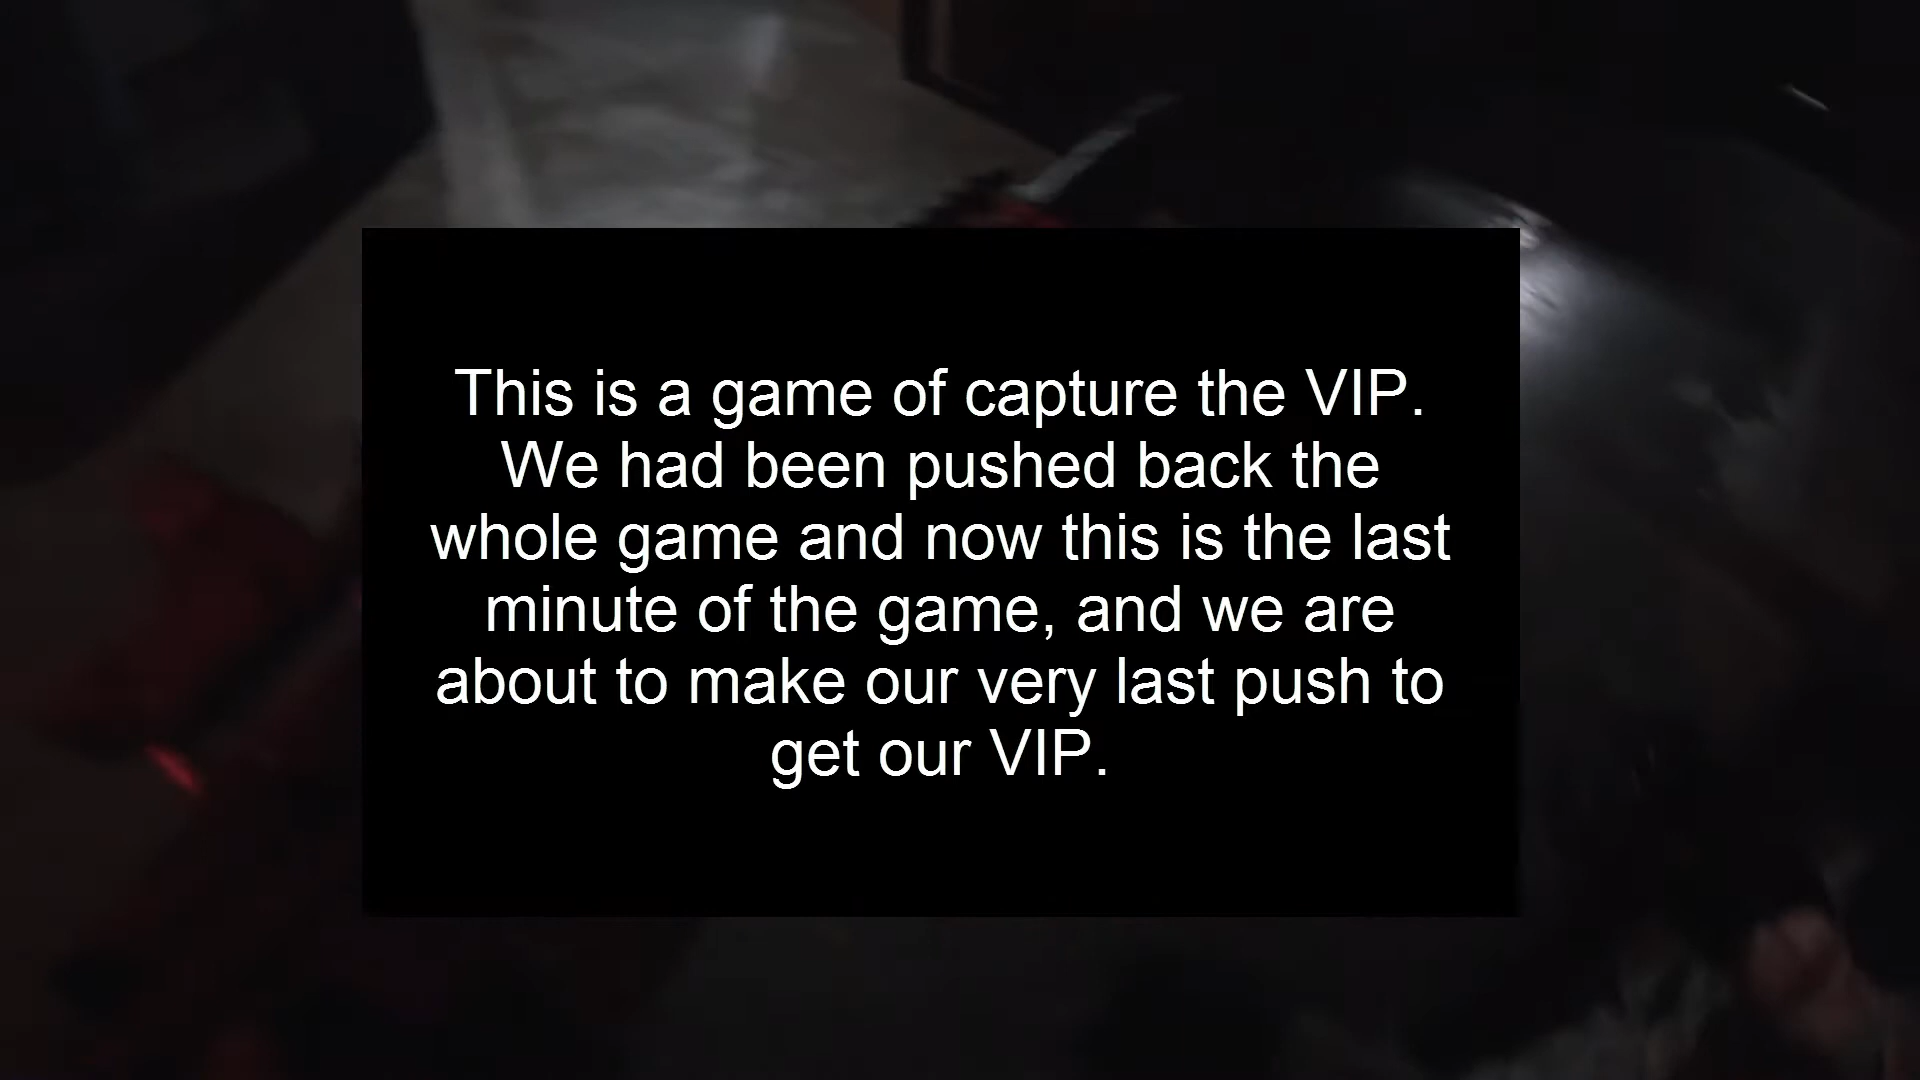 This is a game of capture the VIP.
We had been pushed back the
whole game and now this is the last
minute of the game, and we are
about to make our very last push to
get our VIP.